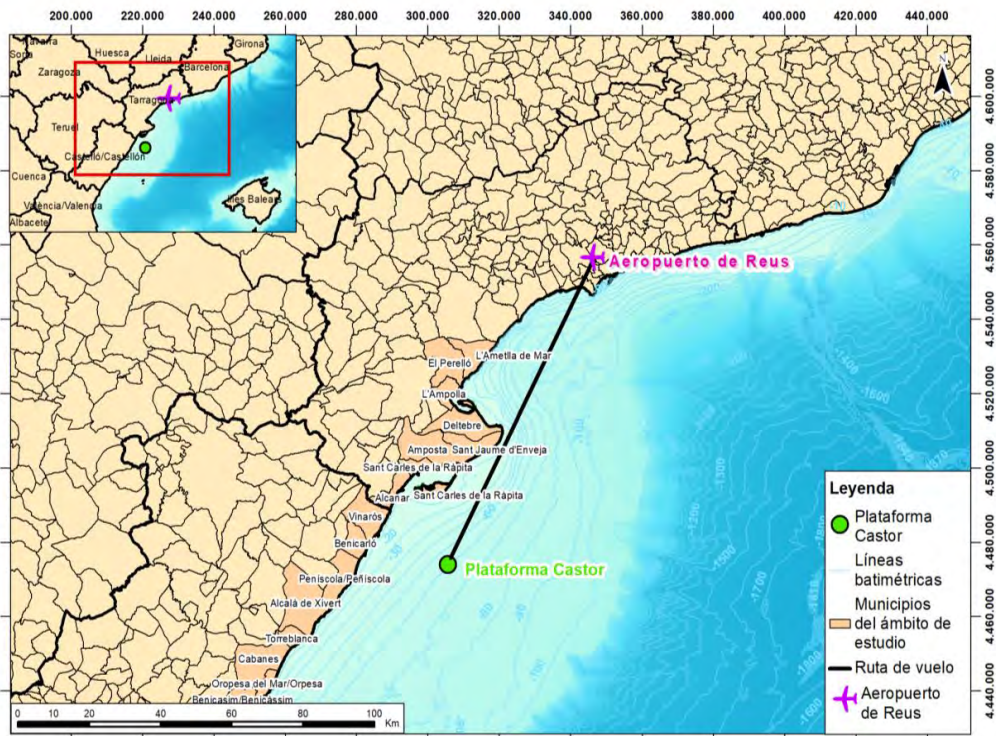 200.000 220.000 240.000 260.000 280.000 300.000 320.000 340.000 360.000 380.000 400.000 420.000 440.000
Huesca
Lleida
Girona
Zaragoza
Barcelona
Teruel
Castelló/Castellón
Cuenca
València/Valencia
Albacete
4.600.000
4.580.000
4.560.000
4.540.000
4.520.000
4.500.000
4.480.000
4.460.000
4.440.000
Aeropuerto de Reus
L'Ametlla de Mar
El Perelló
L'Ampolla
Deltebre
Amposta
Sant Jaume d'Enveja
Sant Carles de la Ràpita
Alcanar
Sant Carles de la Ràpita
Vinaròs
Benicarló
Peníscola/Peñíscola
Alcalà de Xivert
Torreblanca
Cabanes
Oropesa del Mar/Orpesa
Benicasim/Benicàssim
Plataforma Castor
-1400
-1600
-1300
-1200
-1500
-1700
Leyenda
Plataforma
Castor
Líneas
batimétricas
Municipios
del ámbito de
estudio
Ruta de vuelo
Aeropuerto
de Reus
0 10 20 40 60 80 100
Km